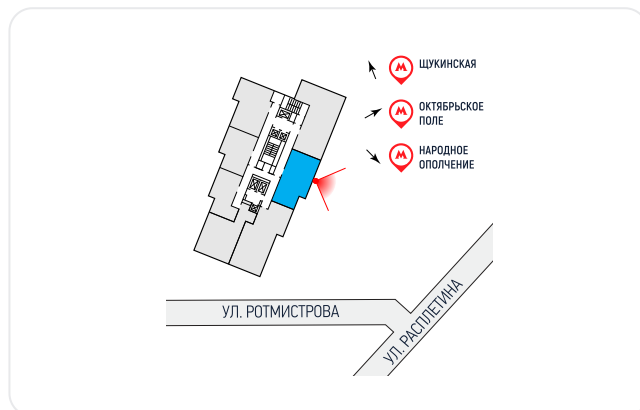 М ЩУКИНСКАЯ
М ОКТЯБРЬСКОЕ
ПОЛЕ
М НАРОДНОЕ
ОПОЛЧЕНИЕ
УЛ. РОТМИСТРОВА
УЛ. РАСПЛЕТИНА